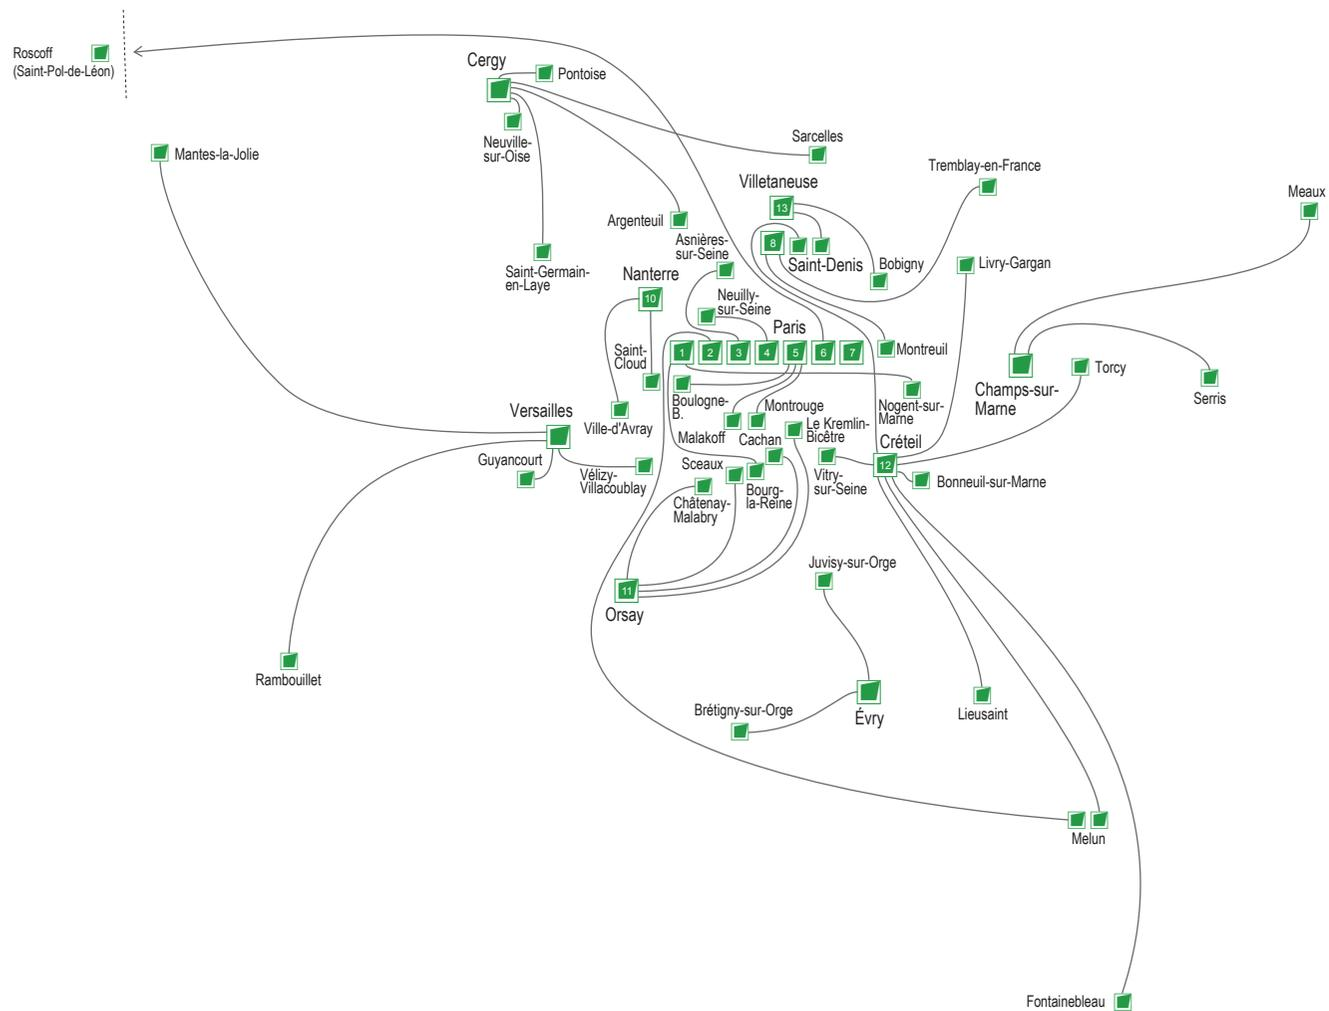 Roscoff
(Saint-Pol-de-Léon)
Cergy
Pontoise
Neuville-
sur-Oise
Mantes-la-Jolie
Sarcelles
Tremblay-en-France
Villetaneuse
13
Meaux
Argenteuil
Asnières-
sur-Seine
8
Saint-Denis
Bobigny
Livry-Gargan
Saint-Germain-
en-Laye
Nanterre
10
Neuilly-
sur-Seine
Paris
1
2
3
4
5
6
7
Montreuil
Saint-
Cloud
Champs-sur-
Marne
Torcy
Serris
Boulogne-
B.
Nogent-sur-
Marne
Montrouge
Versailles
Ville-d'Avray
Malakoff
Cachan
Le Kremlin-
Bicêtre
Créteil
12
Guyancourt
Vélizy-
Villacoublay
Sceaux
Bourg-
la-Reine
Vitry-
sur-Seine
Bonneuil-sur-Marne
Châtenay-
Malabry
Juvisy-sur-Orge
11
Orsay
Rambouillet
Brétigny-sur-Orge
Évry
Lieusaint
Melun
Fontainebleau